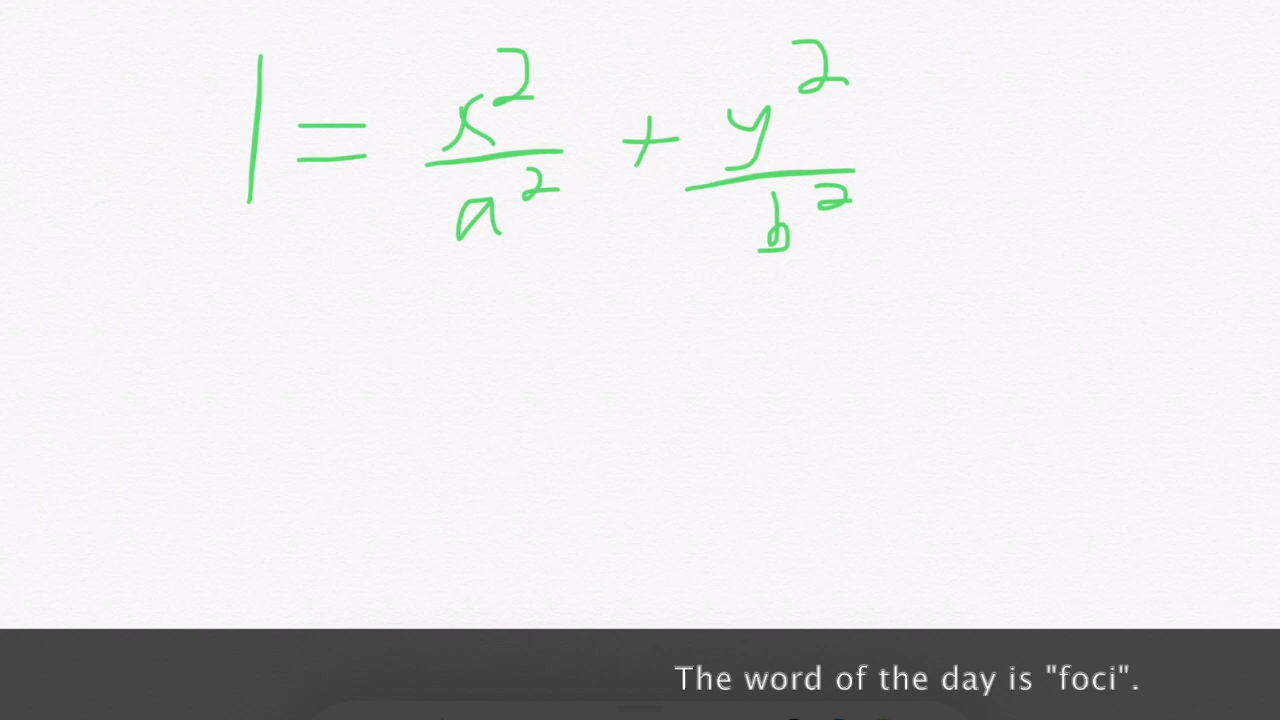 1 = x²/a² + y²/b²
The word of the day is "foci".